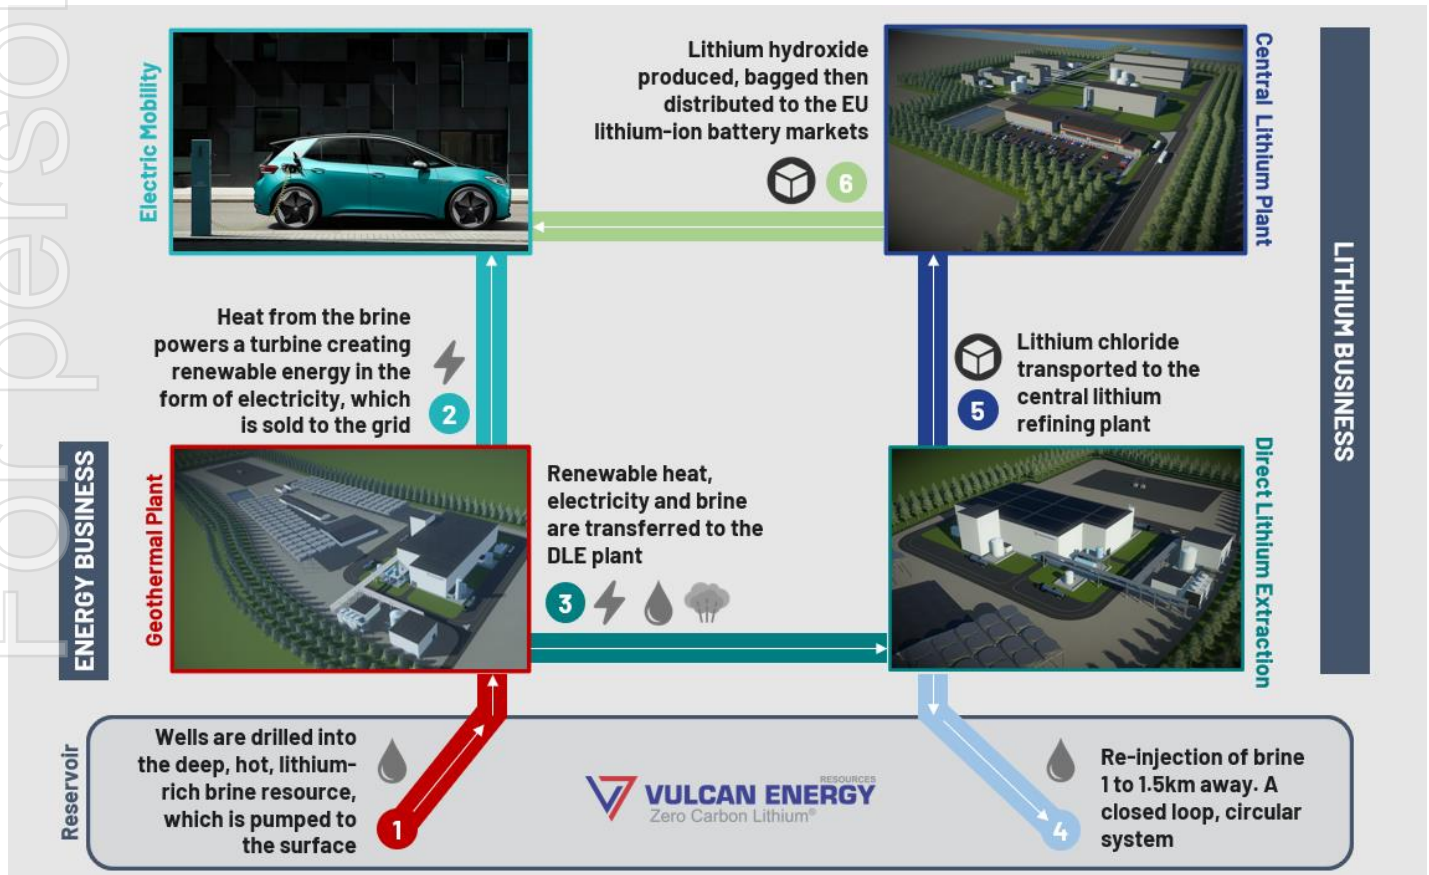 For perso
Electric Mobility
Lithium hydroxide
produced, bagged then
distributed to the EU
lithium-ion battery markets
6
Central Lithium Plant
LITHIUM BUSINESS
Heat from the brine
powers a turbine creating
renewable energy in the
form of electricity, which
is sold to the grid
2
Lithium chloride
transported to the
central lithium
refining plant
5
ENERGY BUSINESS
Geothermal Plant
Renewable heat,
electricity and brine
are transferred to the
DLE plant
3
Direct Lithium Extraction
Reservoir
Wells are drilled into
the deep, hot, lithium-
rich brine resource,
which is pumped to
the surface
1
VULCAN ENERGY
RESOURCES
Zero Carbon Lithium®
Re-injection of brine
1 to 1.5km away. A
closed loop, circular
system
4